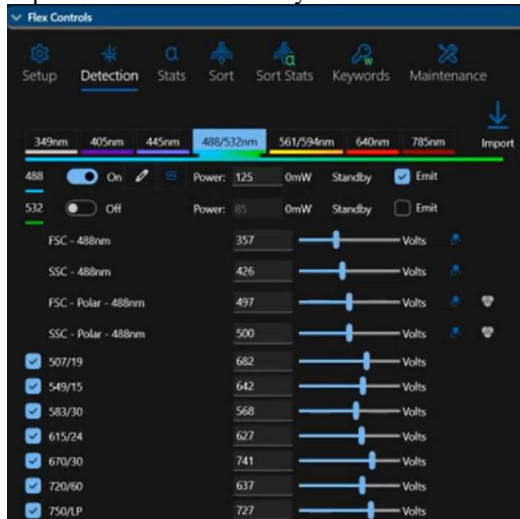 Flex Controls
Setup Detection Stats Sort Sort Stats Keywords Maintenance
349nm 405nm 445nm 488/532nm 561/594nm 640nm 785nm Import
488 On Power: 125 0mW Standby Emit
532 Off Power: 85 0mW Standby Emit
FSC - 488nm 357 Volts
SSC - 488nm 426 Volts
FSC - Polar - 488nm 497 Volts
SSC - Polar - 488nm 500 Volts
507/19 682 Volts
549/15 642 Volts
583/30 568 Volts
615/24 627 Volts
670/30 741 Volts
720/60 637 Volts
750/LP 727 Volts